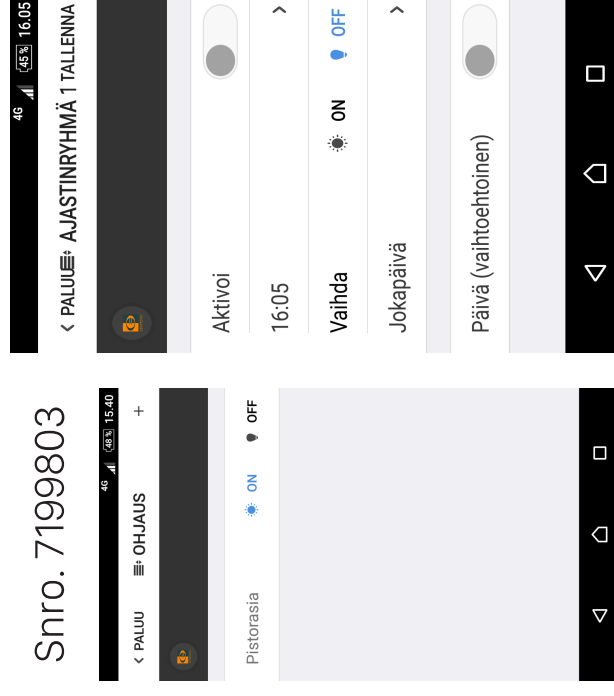 Snro. 7199803
4G 48% 15.40
< PALUU OHJAUS +
Pistorasia ON OFF
4G 45% 16.05
< PALUU AJASTINRYHMÄ 1 TALLENNA
Aktivoi
16:05
Vaihda ON OFF
Jokapäivä
Päivä (vaihtoehtoinen)